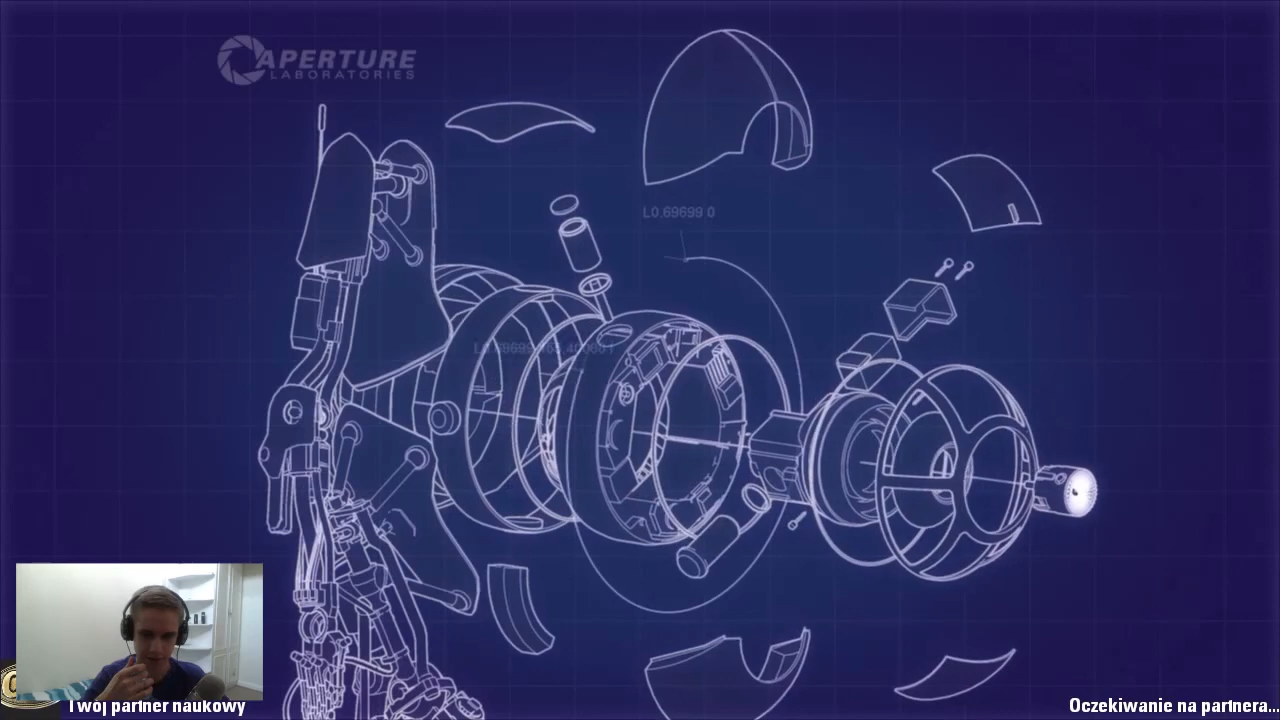 APERTURE
LABORATORIES
L0.69699 0
Twój partner naukowy
Oczekiwanie na partnera...